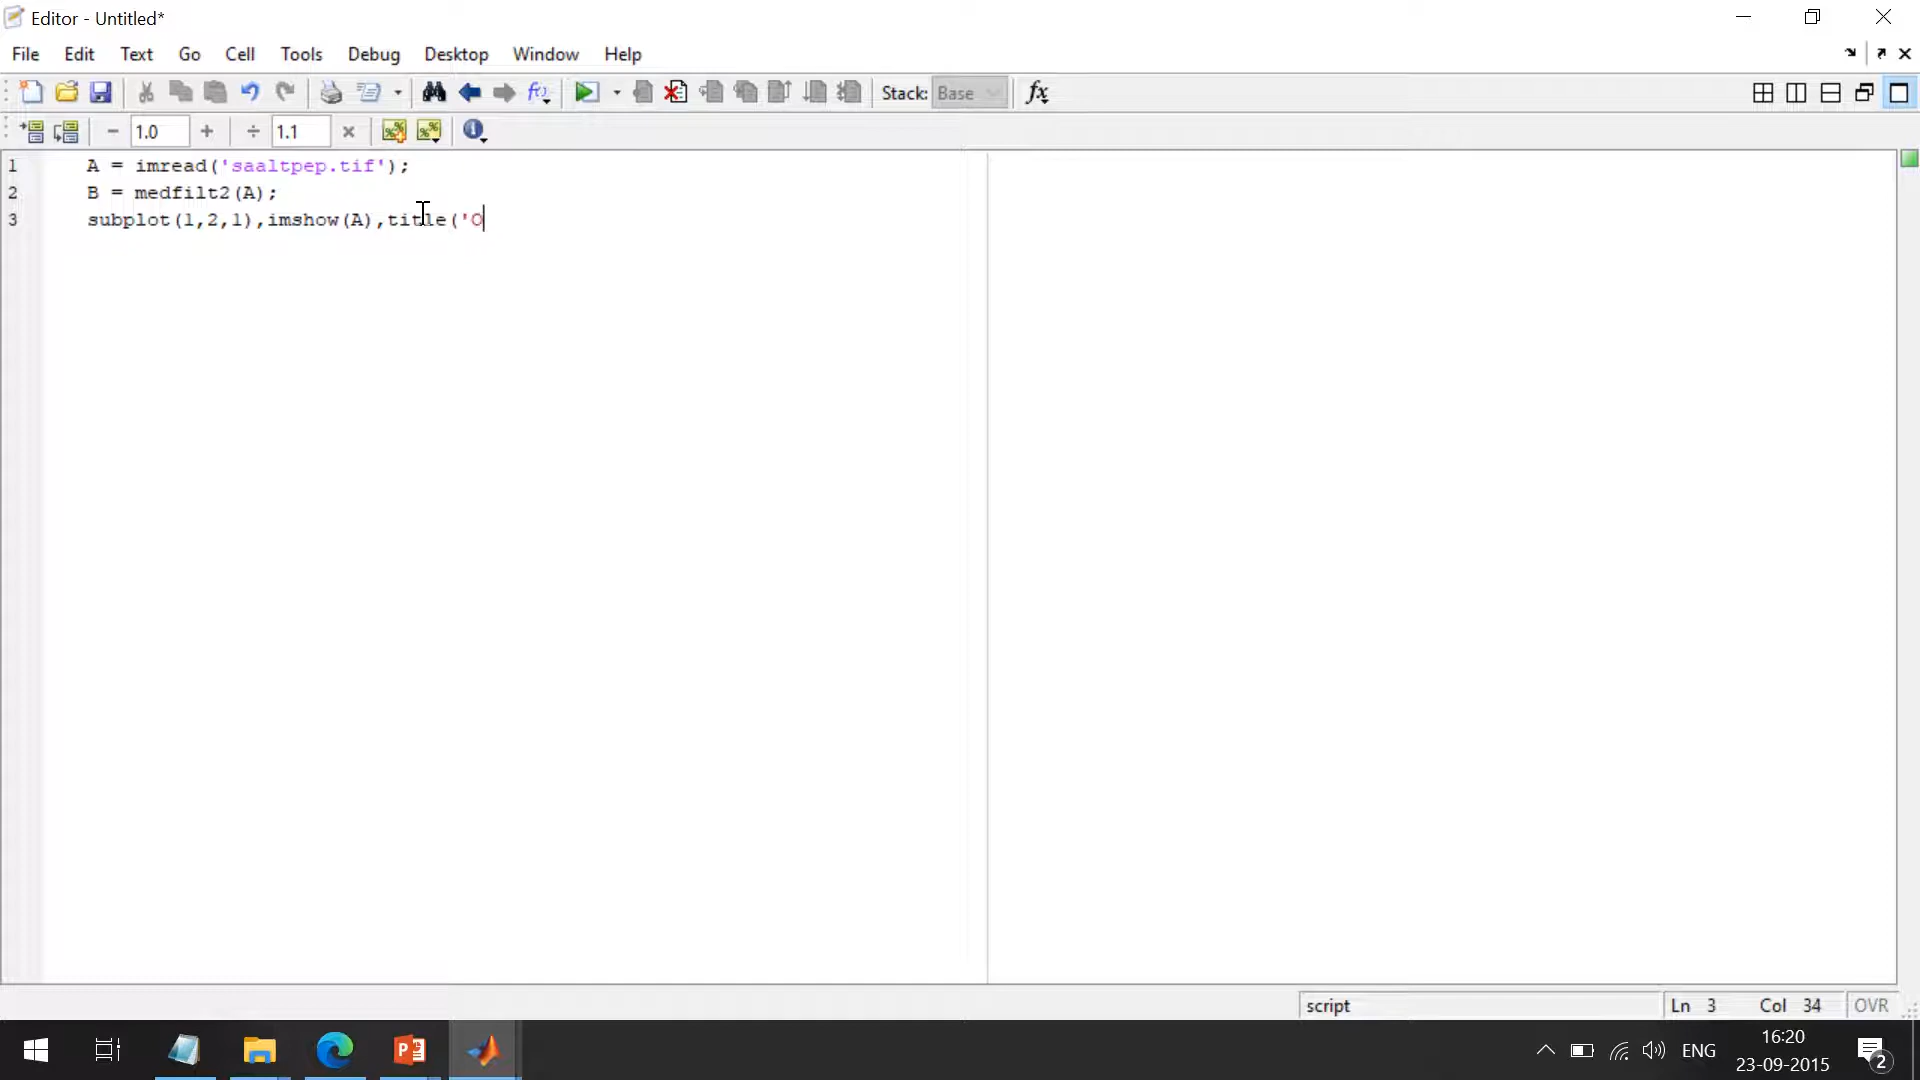 Editor - Untitled*
File Edit Text Go Cell Tools Debug Desktop Window Help
Stack: Base fx
1.0 1.1
1 A = imread('saaltpep.tif');
2 B = medfilt2(A);
3 subplot(1,2,1),imshow(A),title('O
script Ln 3 Col 34 OVR
ENG 16:20
23-09-2015 2